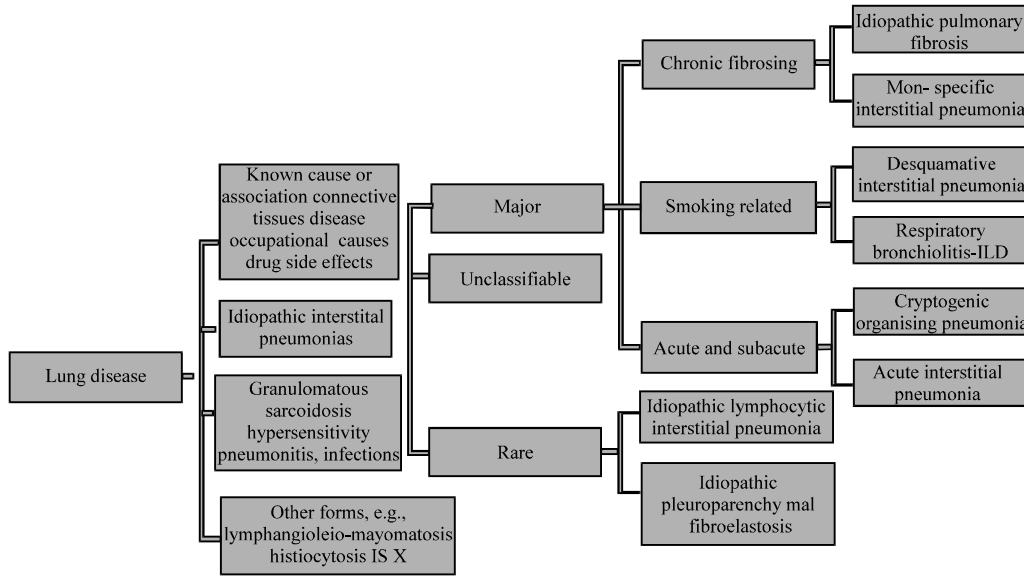 Lung disease
Known cause or
association connective
tissues disease
occupational causes
drug side effects
Idiopathic interstital
pneumonias
Granulomatous
sarcoidosis
hypersensitivity
pneumonitis, infections
Other forms, e.g.,
lymphangioleio-mayomatosis
histiocytosis IS X
Major
Unclassifiable
Rare
Chronic fibrosing
Smoking related
Acute and subacute
Idiopathic lymphocytic
interstitial pneumonia
Idiopathic
pleuroparenchy mal
fibroelastosis
Idiopathic pulmonary
fibrosis
Mon- specific
interstitial pneumonia
Desquamative
interstitial pneumonia
Respiratory
bronchiolitis-ILD
Cryptogenic
organising pneumonia
Acute interstitial
pneumonia